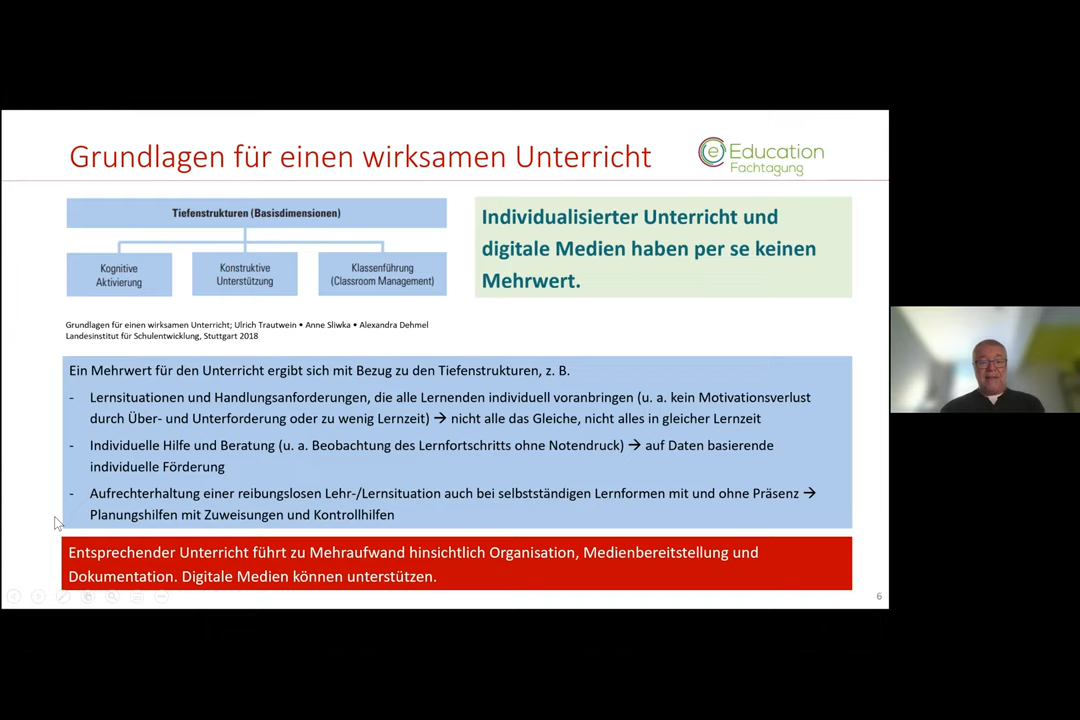 Grundlagen für einen wirksamen Unterricht
e Education
Fachtagung
Tiefenstrukturen (Basisdimensionen)
Kognitive
Aktivierung
Konstruktive
Unterstützung
Klassenführung
(Classroom Management)
Individualisierter Unterricht und
digitale Medien haben per se keinen
Mehrwert.
Grundlagen für einen wirksamen Unterricht; Ulrich Trautwein • Anne Sliwka • Alexandra Dehmel
Landesinstitut für Schulentwicklung, Stuttgart 2018
Ein Mehrwert für den Unterricht ergibt sich mit Bezug zu den Tiefenstrukturen, z. B.
- Lernsituationen und Handlungsanforderungen, die alle Lernenden individuell voranbringen (u. a. kein Motivationsverlust
durch Über- und Unterforderung oder zu wenig Lernzeit) → nicht alle das Gleiche, nicht alles in gleicher Lernzeit
- Individuelle Hilfe und Beratung (u. a. Beobachtung des Lernfortschritts ohne Notendruck) → auf Daten basierende
individuelle Förderung
- Aufrechterhaltung einer reibungslosen Lehr-/Lernsituation auch bei selbstständigen Lernformen mit und ohne Präsenz →
Planungshilfen mit Zuweisungen und Kontrollhilfen
Entsprechender Unterricht führt zu Mehraufwand hinsichtlich Organisation, Medienbereitstellung und
Dokumentation. Digitale Medien können unterstützen.
6